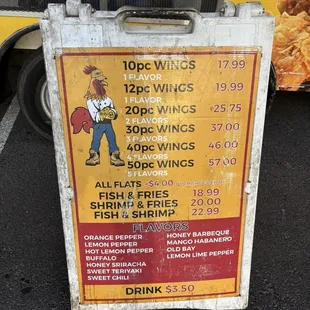 10pc WINGS 17.99
1 FLAVOR
12pc WINGS 19.99
1 FLAVOR
20pc WINGS $25.75
2 FLAVORS
30pc WINGS 37.00
3 FLAVORS
40pc WINGS 46.00
4 FLAVORS
50pc WINGS 57.00
5 FLAVORS
ALL FLATS -$4.00
FISH & FRIES 18.99
SHRIMP & FRIES 20.00
FISH & SHRIMP 22.99
FLAVORS
ORANGE PEPPER
LEMON PEPPER
HOT LEMON PEPPER
BUFFALO
HONEY SRIRACHA
SWEET TERIYAKI
SWEET CHILI
HONEY BARBEQUE
MANGO HABANERO
OLD BAY
LEMON LIME PEPPER
DRINK $3.50